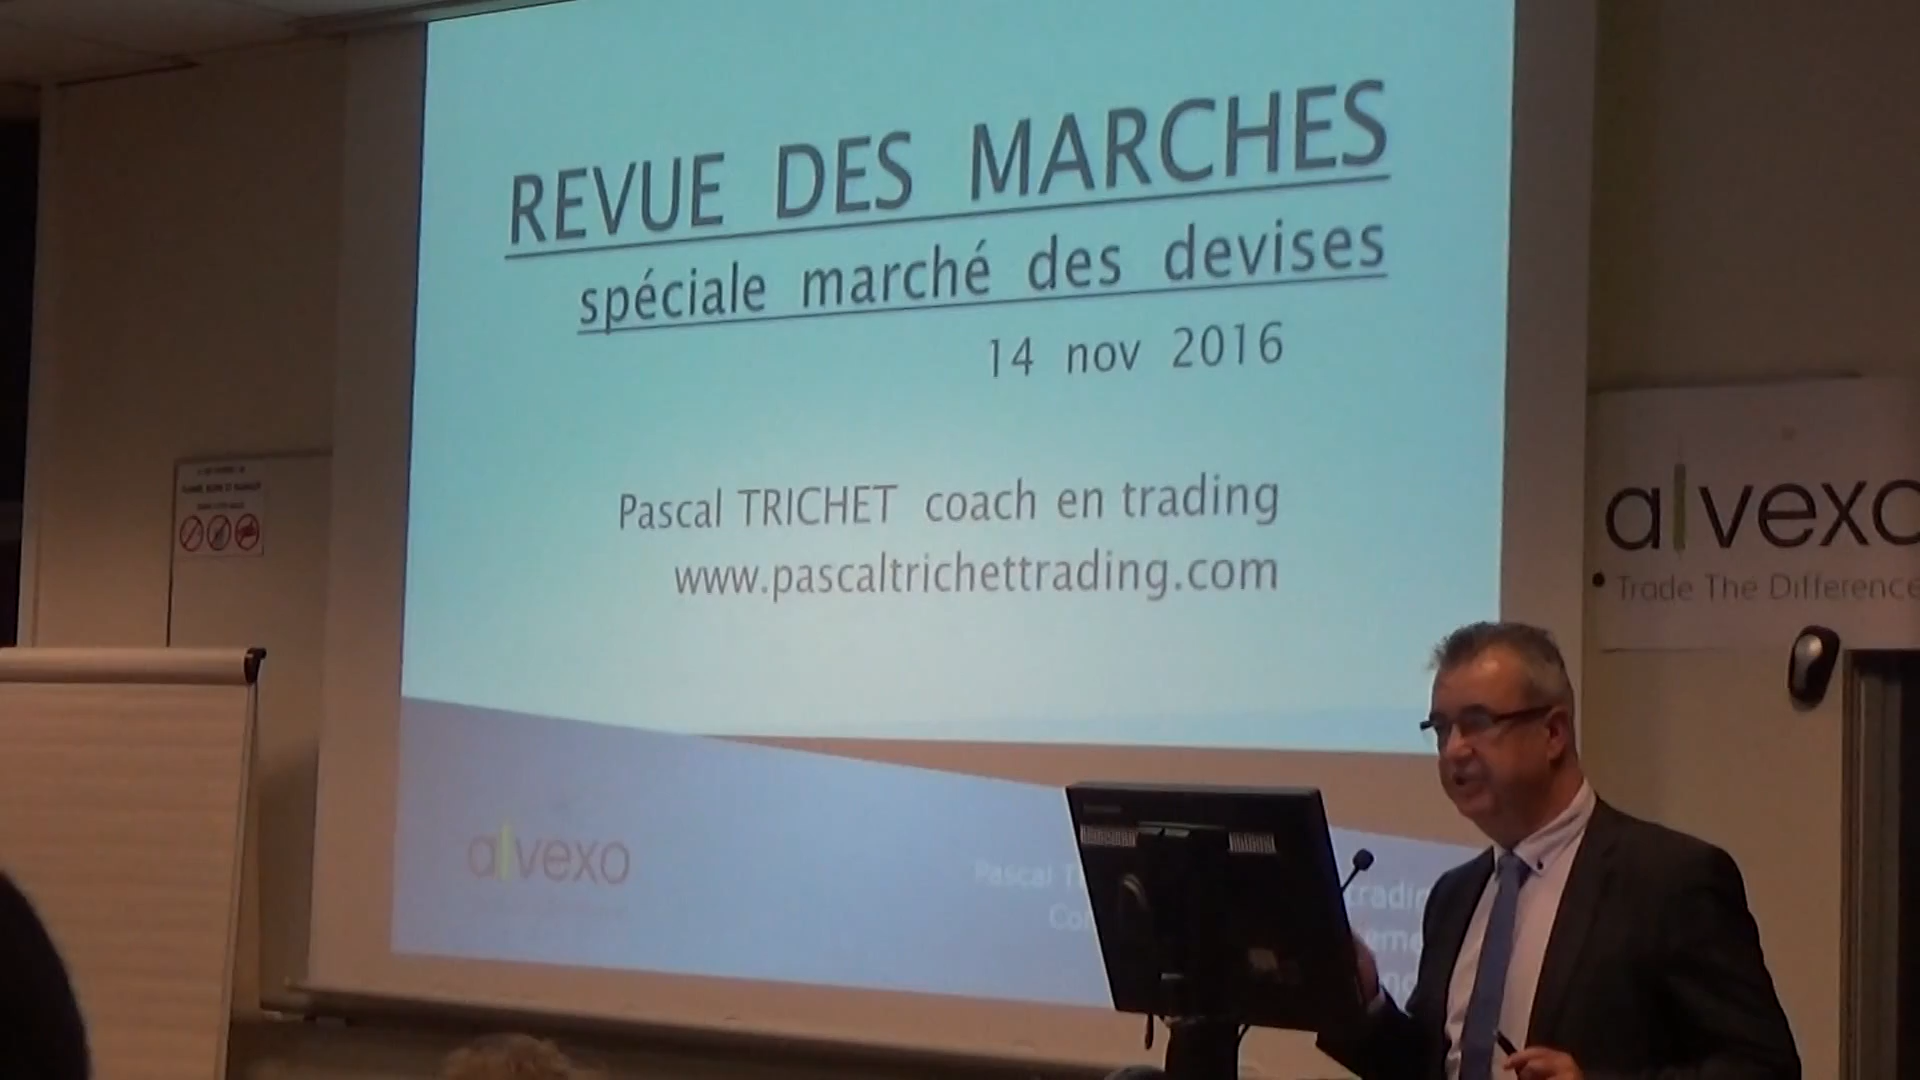 REVUE DES MARCHES
spéciale marché des devises
14 nov 2016
Pascal TRICHET coach en trading
www.pascaltrichettrading.com
alvexo
Trade The Difference
alvexo
Pascal